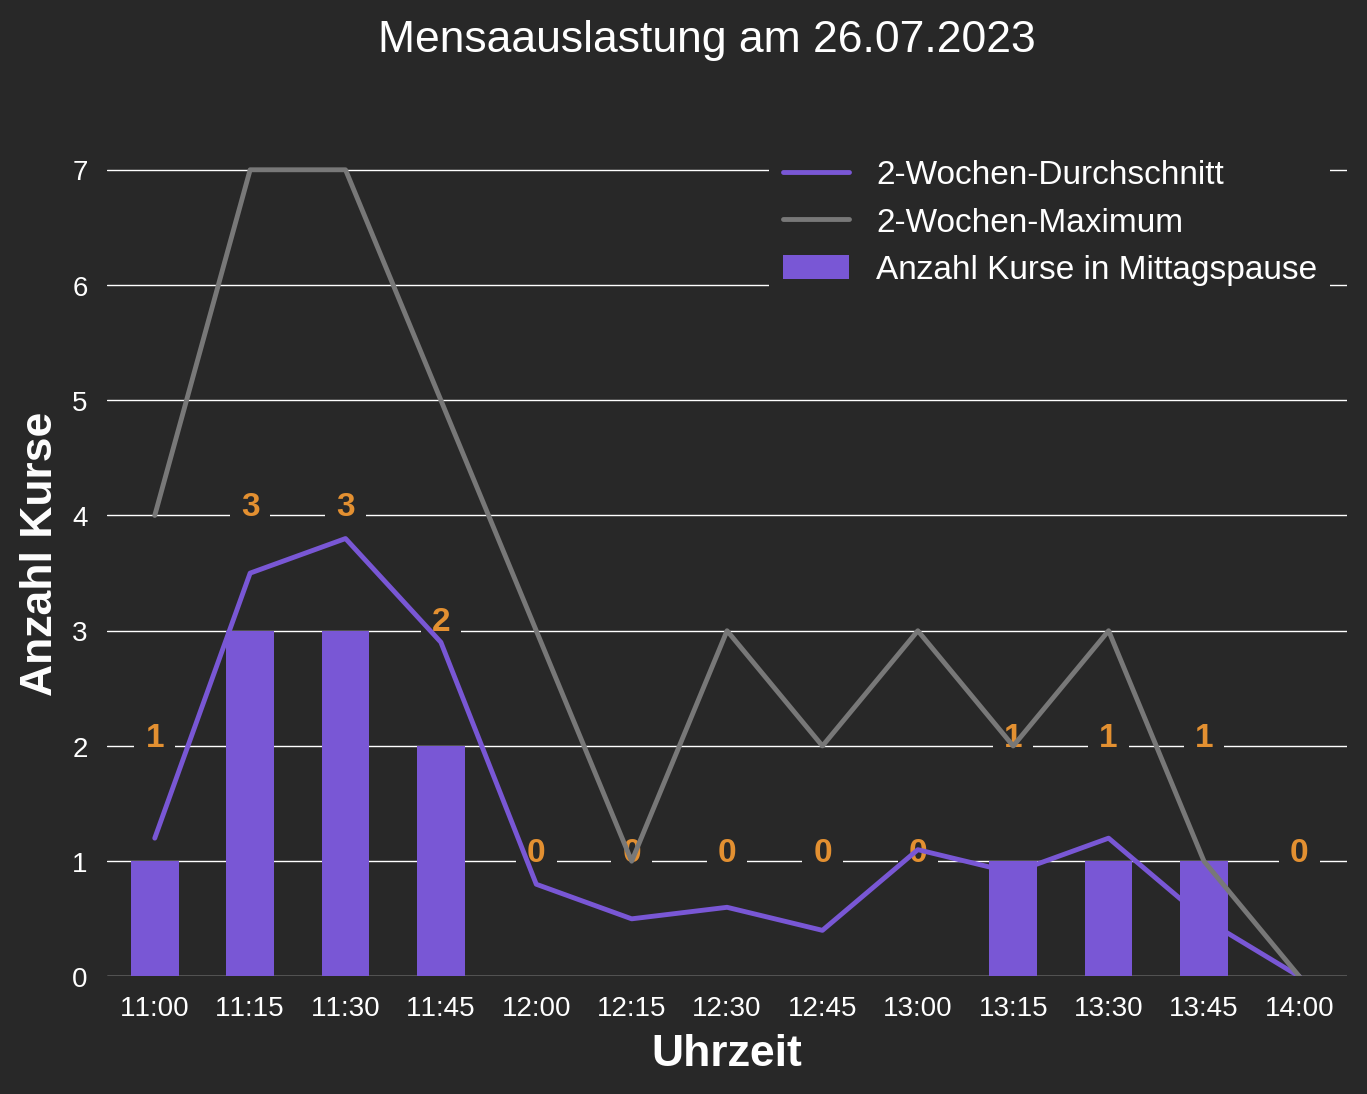 Mensaauslastung am 26.07.2023
2-Wochen-Durchschnitt
2-Wochen-Maximum
Anzahl Kurse in Mittagspause
Anzahl Kurse
7
6
5
4
3
2
1
0
1 3 3 2 0 0 0 0 0 1 1 1 0
11:00 11:15 11:30 11:45 12:00 12:15 12:30 12:45 13:00 13:15 13:30 13:45 14:00
Uhrzeit